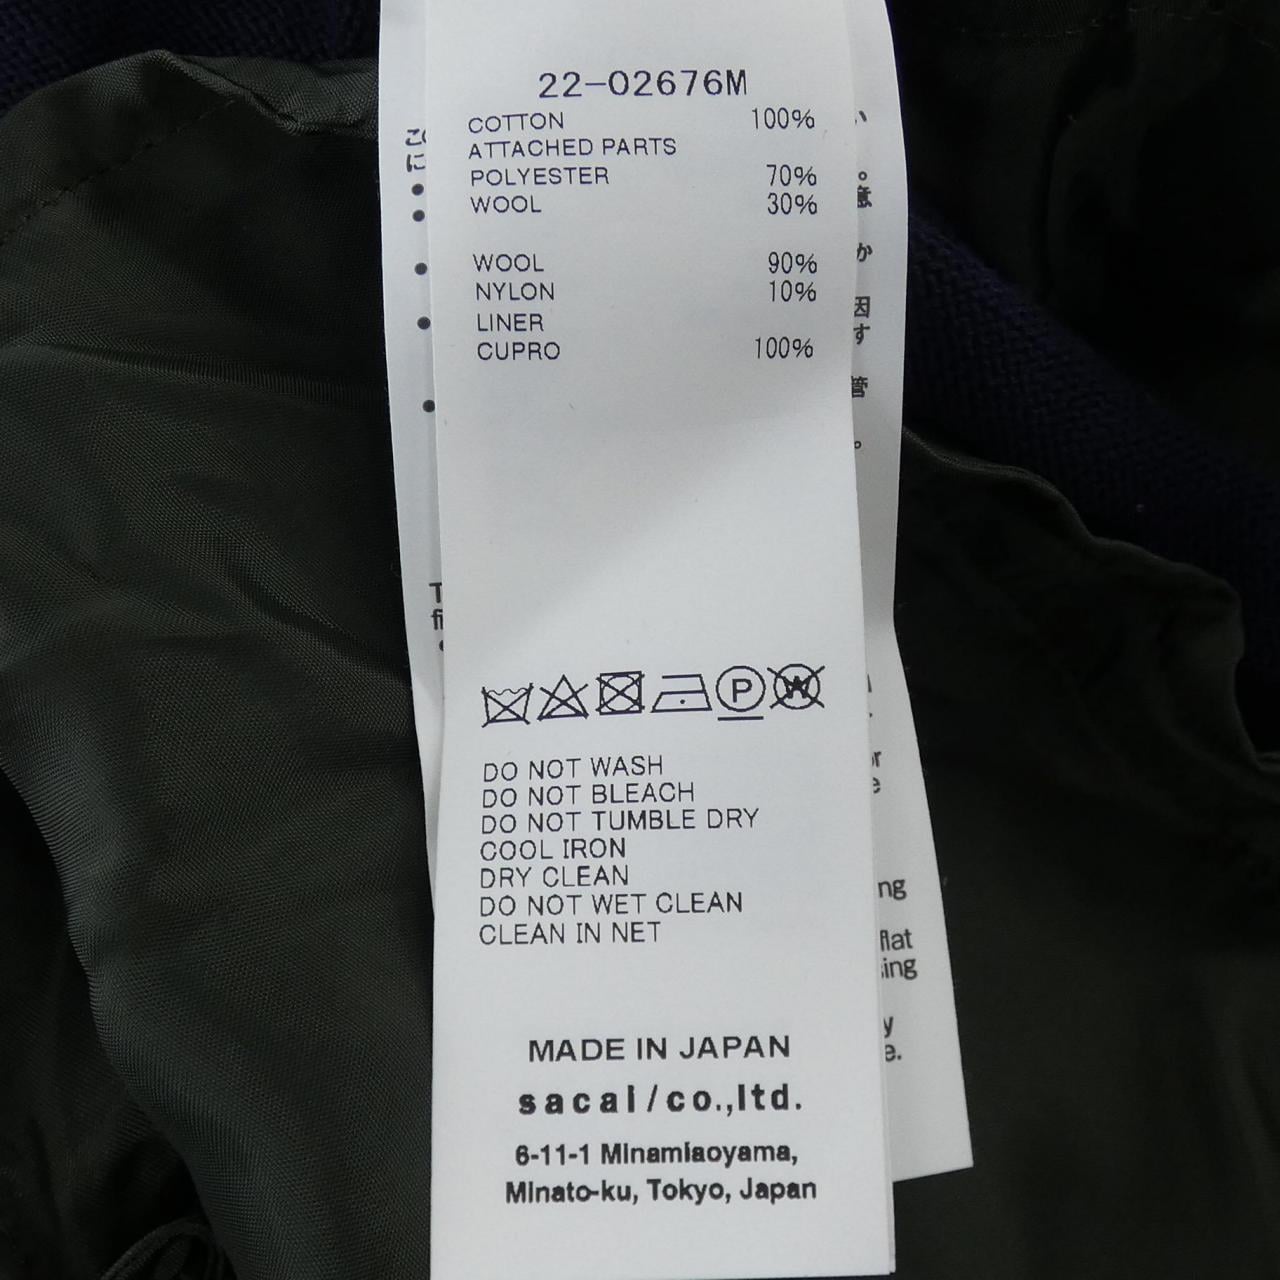 22-02676M
COTTON 100%
ATTACHED PARTS
POLYESTER 70%
WOOL 30%
WOOL 90%
NYLON 10%
LINER
CUPRO 100%
P W
DO NOT WASH
DO NOT BLEACH
DO NOT TUMBLE DRY
COOL IRON
DRY CLEAN
DO NOT WET CLEAN
CLEAN IN NET
MADE IN JAPAN
sacai/co.,ltd.
6-11-1 Minamiaoyama,
Minato-ku, Tokyo, Japan